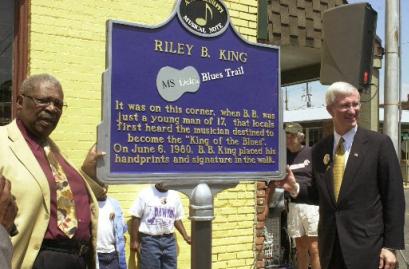 MUSICAL NOTE
RILEY B. KING
MS Delta
Blues Trail
It was on this corner, when B.B. was
just a young man of 17, that locals
first heard the musician destined to
become the "King of the Blues".
On June 6, 1980, B.B. King placed his
handprints and signature in the walk.